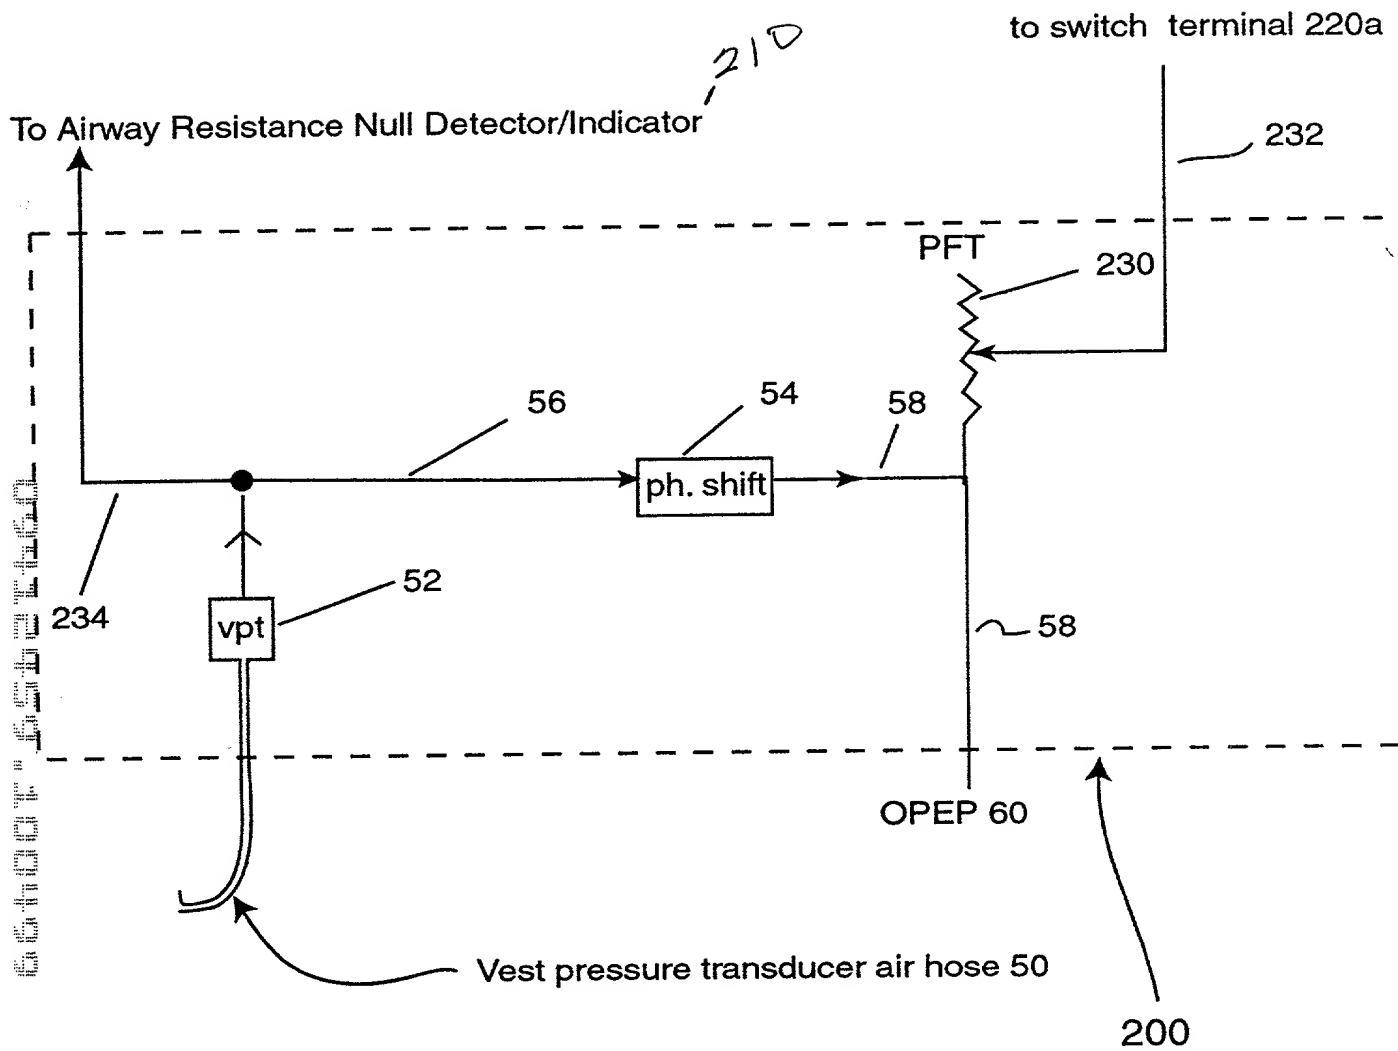 210
to switch terminal 220a
To Airway Resistance Null Detector/Indicator
232
PFT
230
56
54
58
ph. shift
52
234
vpt
58
OPEP 60
Vest pressure transducer air hose 50
200